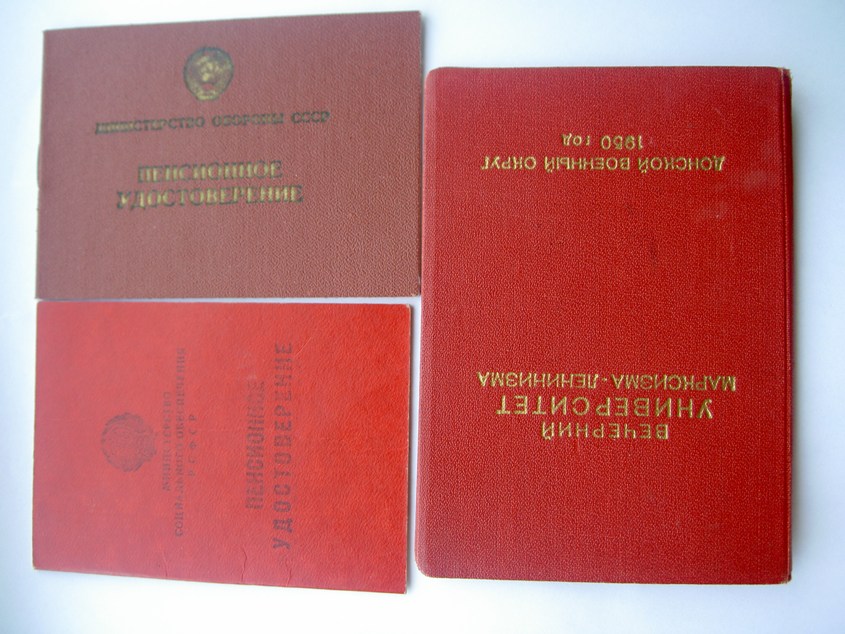 МИНИСТЕРСТВО ОБОРОНЫ СССР
ПЕНСИОННОЕ
УДОСТОВЕРЕНИЕ
МИНИСТЕРСТВО
СОЦИАЛЬНОГО ОБЕСПЕЧЕНИЯ
РСФСР
ПЕНСИОННОЕ
УДОСТОВЕРЕНИЕ
ВЕЧЕРНИЙ
УНИВЕРСИТЕТ
МАРКСИЗМА-ЛЕНИНИЗМА
ДОНСКОЙ ВОЕННЫЙ ОКРУГ
1950 год